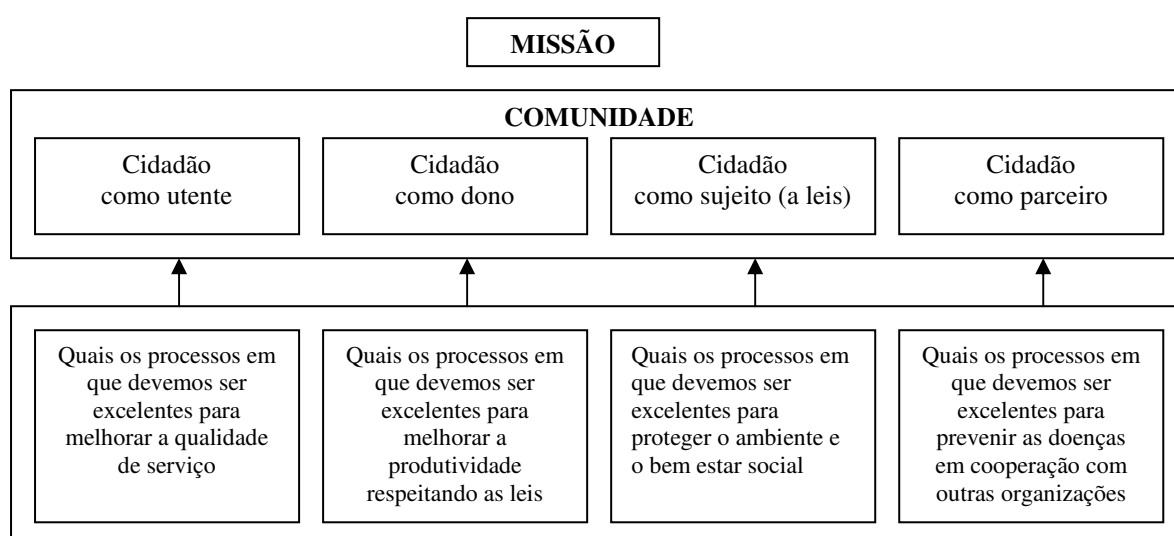 MISSÃO
COMUNIDADE
Cidadão
como utente
Cidadão
como dono
Cidadão
como sujeito (a leis)
Cidadão
como parceiro
Quais os processos em
que devemos ser
excelentes para
melhorar a qualidade
de serviço
Quais os processos em
que devemos ser
excelentes para
melhorar a
produtividade
respeitando as leis
Quais os processos em
que devemos ser
excelentes para
proteger o ambiente e
o bem estar social
Quais os processos em
que devemos ser
excelentes para
prevenir as doenças
em cooperação com
outras organizações